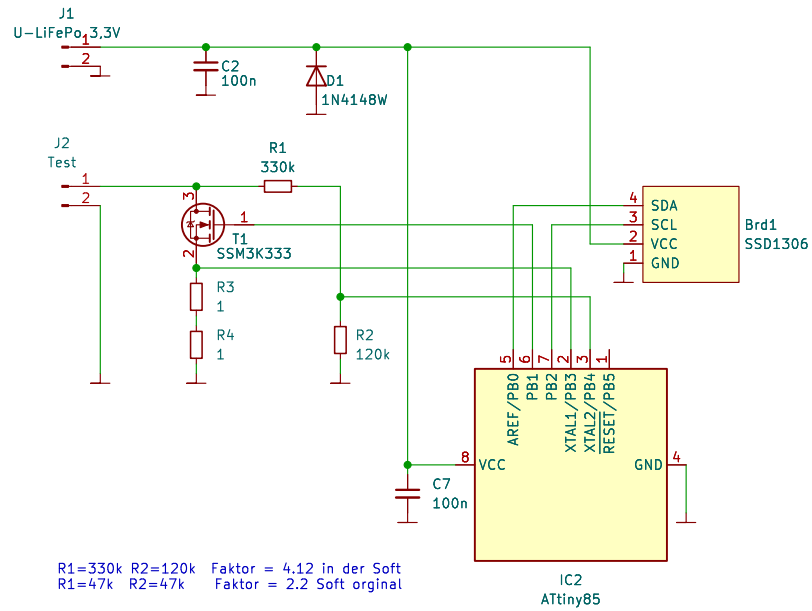 J1
U-LiFePo 3,3V
1
2
C2
100n
D1
1N4148W
J2
Test
1
2
R1
330k
3
1
2
T1
SSM3K333
R3
1
R4
1
R2
120k
4 SDA
3 SCL
2 VCC
1 GND
Brd1
SSD1306
5 6 7 2 3 1
AREF/PB0
PB1
PB2
XTAL1/PB3
XTAL2/PB4
RESET/PB5
8 VCC
GND 4
C7
100n
IC2
ATtiny85
R1=330k R2=120k Faktor = 4.12 in der Soft
R1=47k R2=47k Faktor = 2.2 Soft orginal